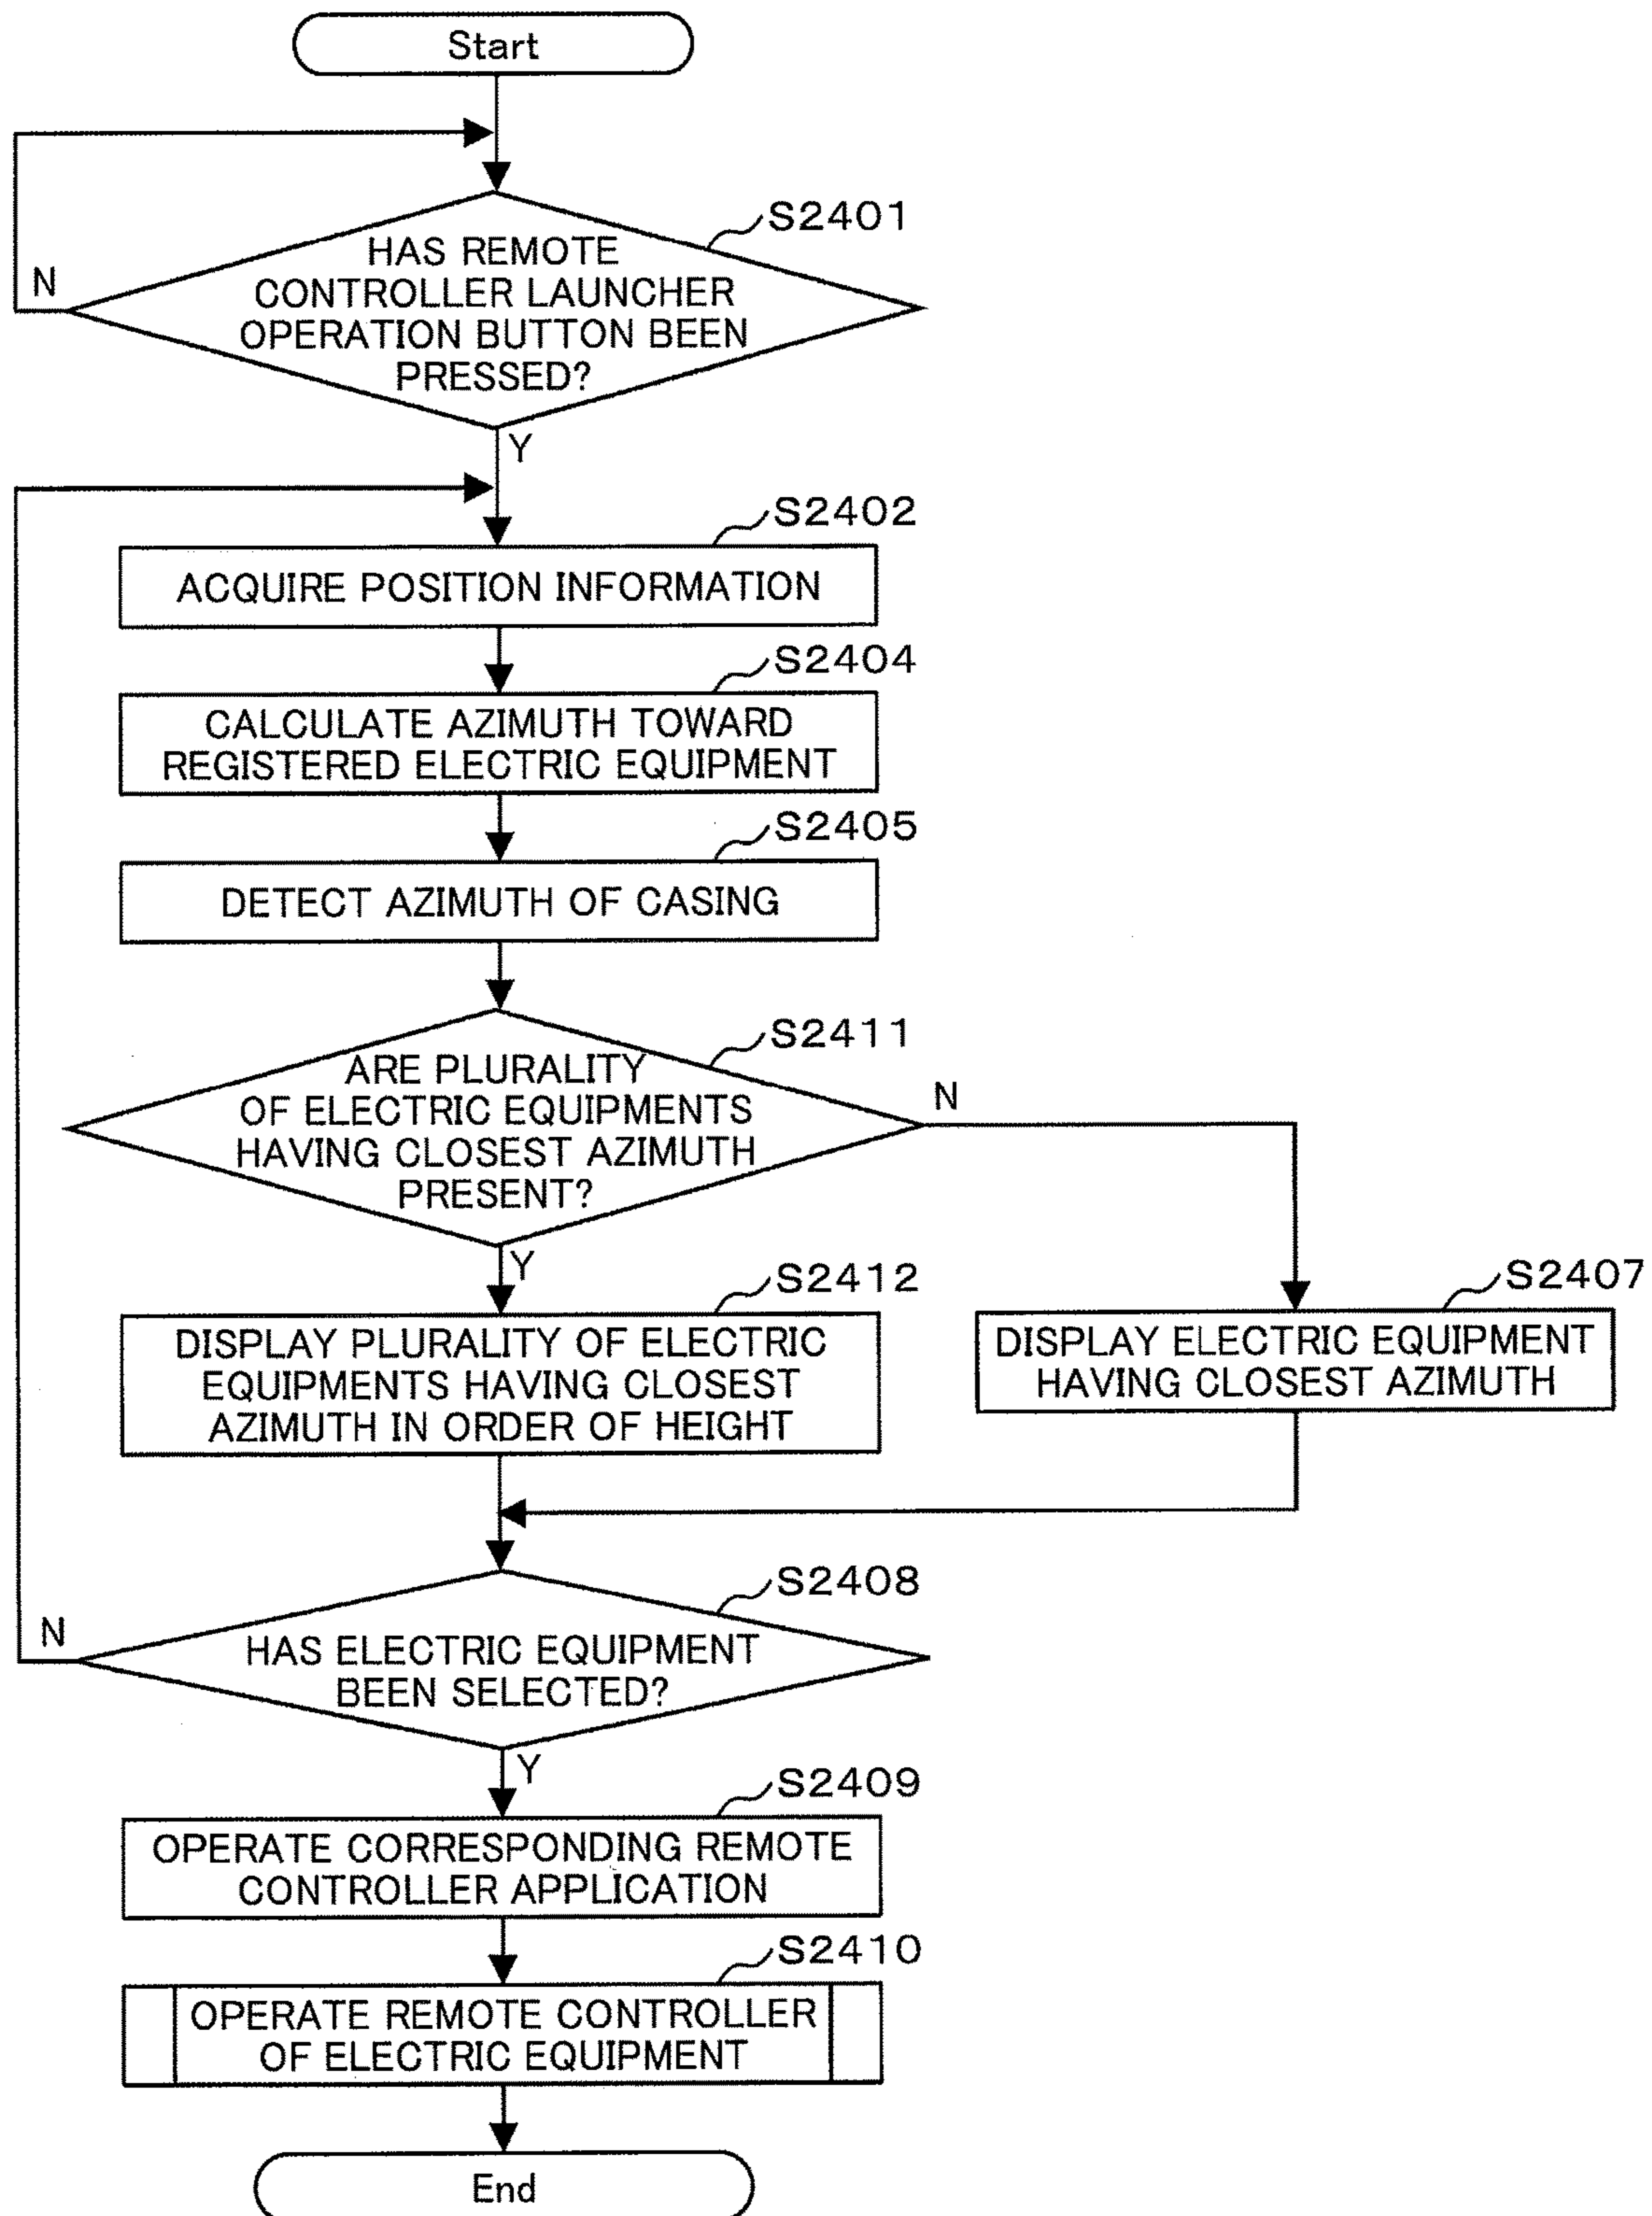 Start
S2401
HAS REMOTE
CONTROLLER LAUNCHER
OPERATION BUTTON BEEN
PRESSED?
N
Y
S2402
ACQUIRE POSITION INFORMATION
S2404
CALCULATE AZIMUTH TOWARD
REGISTERED ELECTRIC EQUIPMENT
S2405
DETECT AZIMUTH OF CASING
S2411
ARE PLURALITY
OF ELECTRIC EQUIPMENTS
HAVING CLOSEST AZIMUTH
PRESENT?
N
Y
S2412
DISPLAY PLURALITY OF ELECTRIC
EQUIPMENTS HAVING CLOSEST
AZIMUTH IN ORDER OF HEIGHT
S2407
DISPLAY ELECTRIC EQUIPMENT
HAVING CLOSEST AZIMUTH
S2408
HAS ELECTRIC EQUIPMENT
BEEN SELECTED?
N
Y
S2409
OPERATE CORRESPONDING REMOTE
CONTROLLER APPLICATION
S2410
OPERATE REMOTE CONTROLLER
OF ELECTRIC EQUIPMENT
End